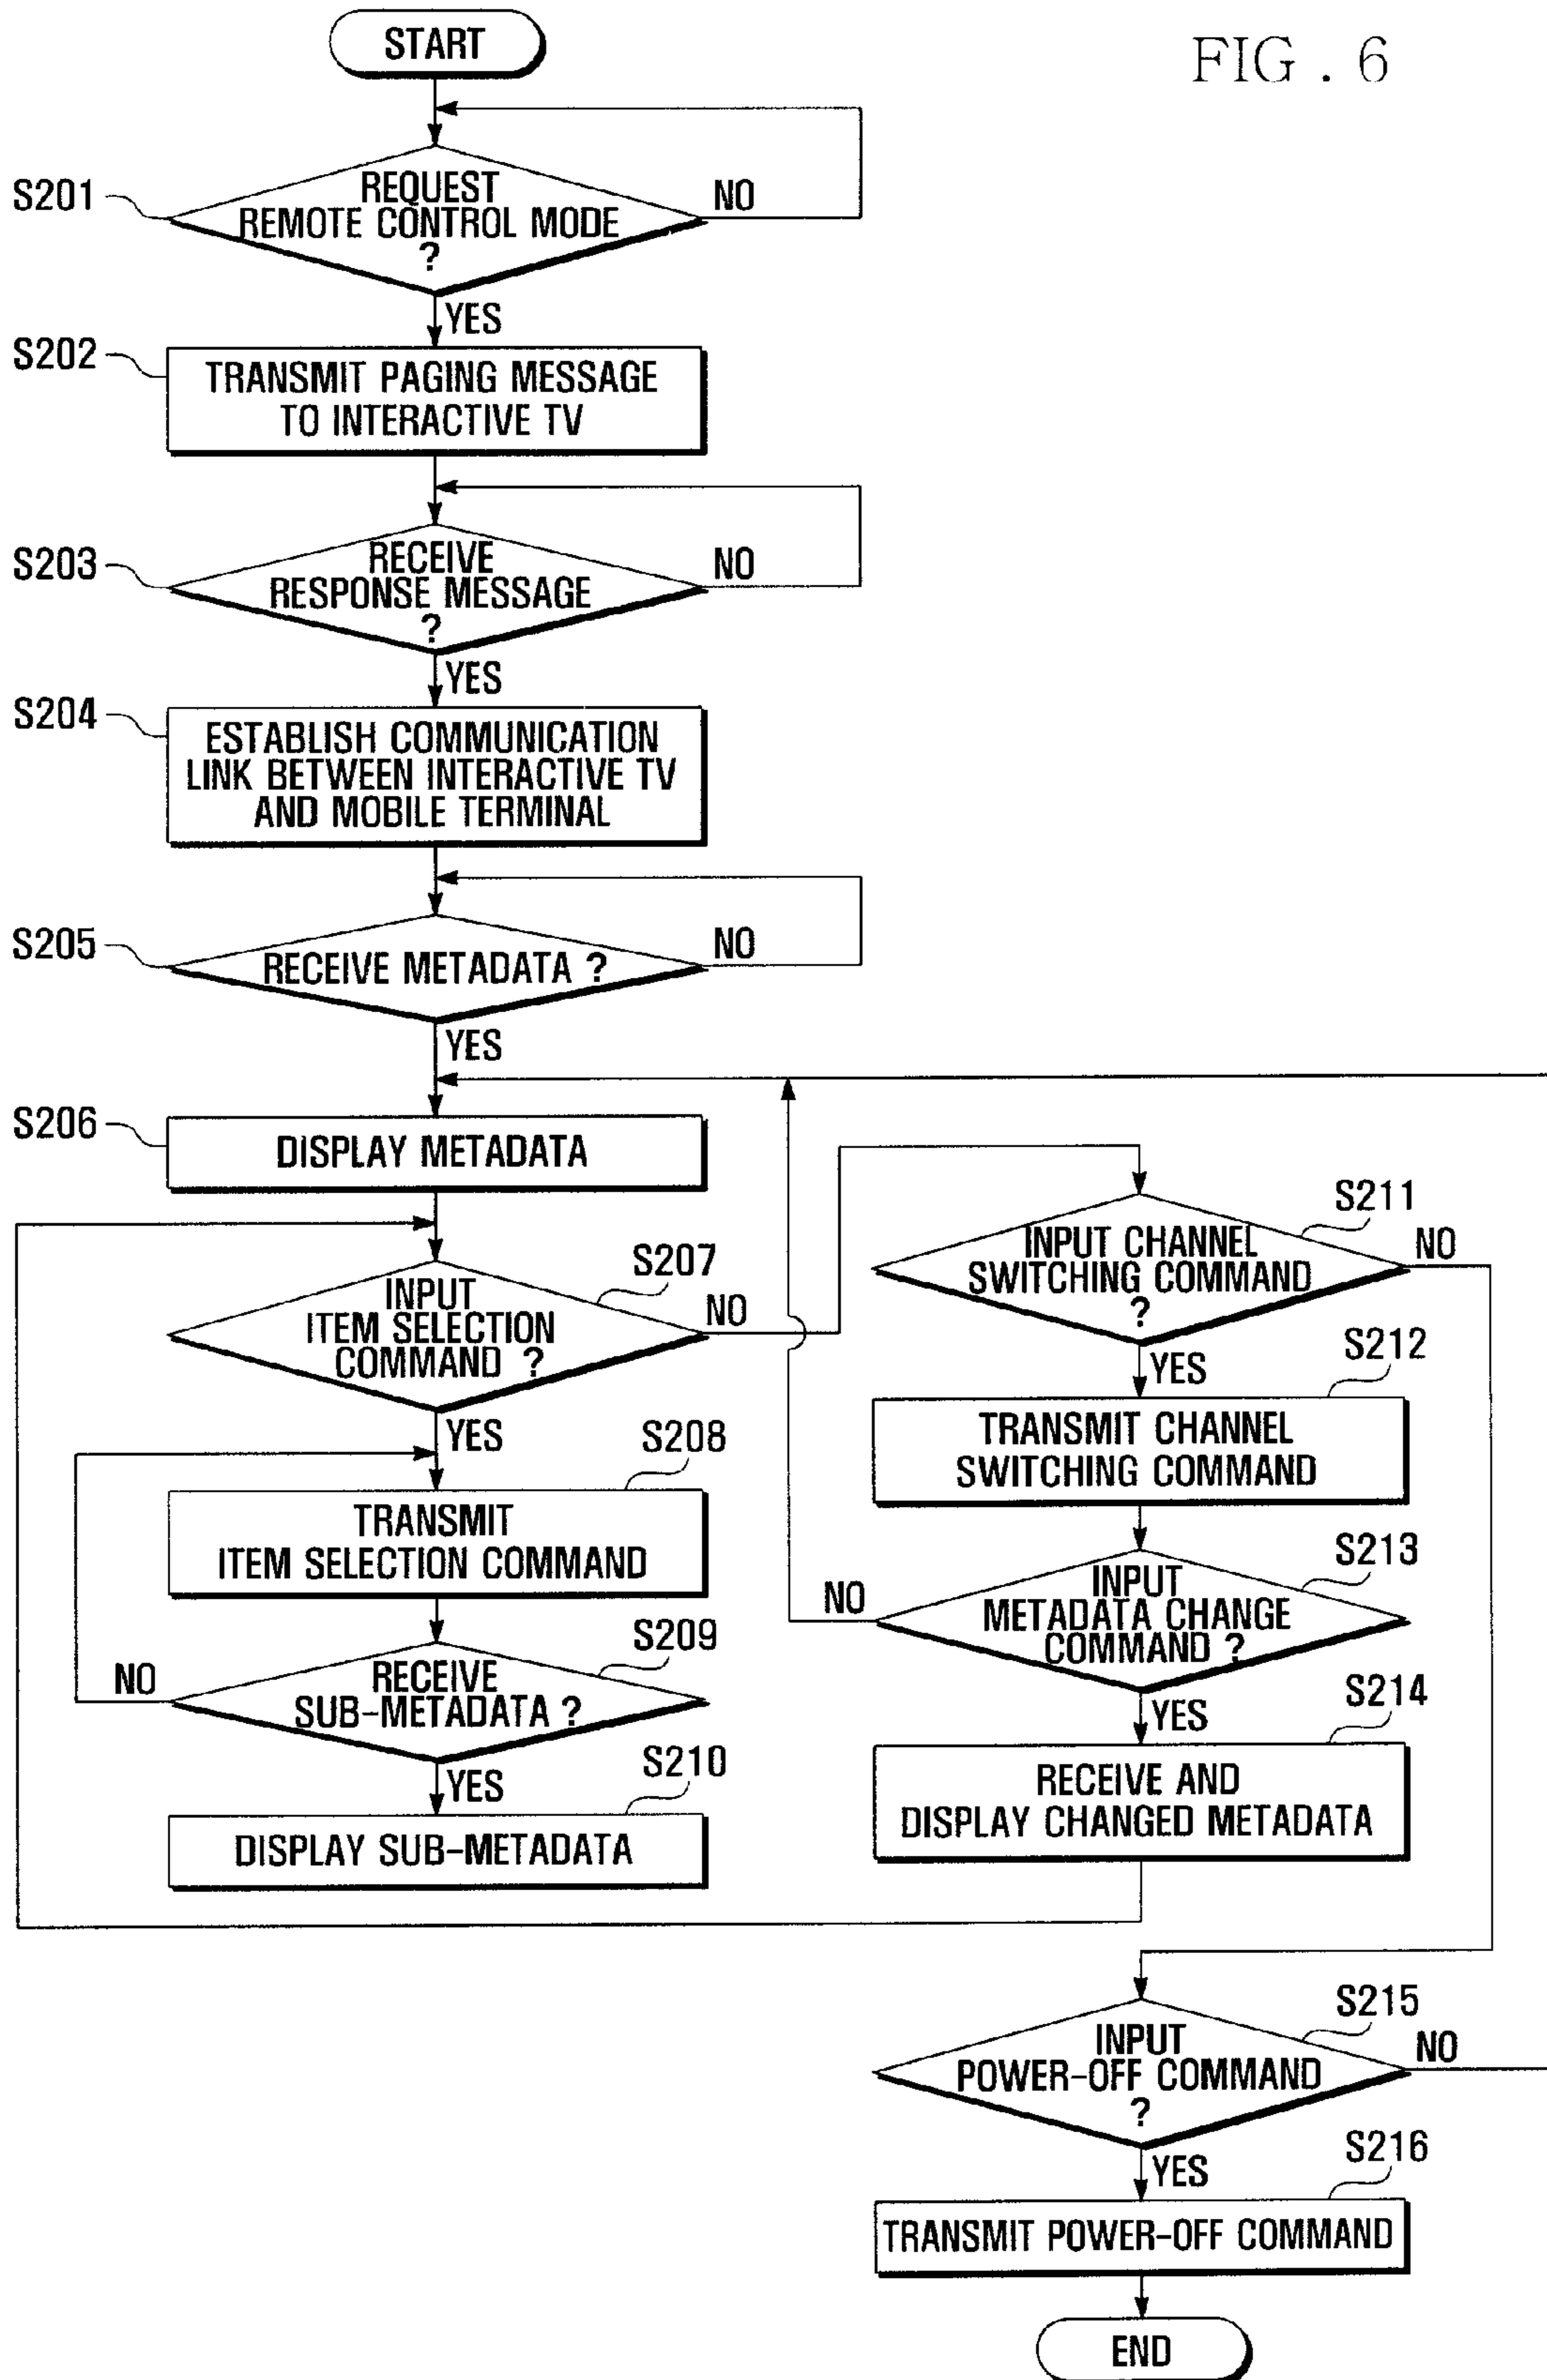 FIG . 6
START
S201
REQUEST
REMOTE CONTROL MODE
?
NO
YES
S202
TRANSMIT PAGING MESSAGE
TO INTERACTIVE TV
S203
RECEIVE
RESPONSE MESSAGE
?
NO
YES
S204
ESTABLISH COMMUNICATION
LINK BETWEEN INTERACTIVE TV
AND MOBILE TERMINAL
S205
RECEIVE METADATA ?
NO
YES
S206
DISPLAY METADATA
S207
INPUT
ITEM SELECTION
COMMAND ?
NO
YES
S208
TRANSMIT
ITEM SELECTION COMMAND
S209
RECEIVE
SUB-METADATA ?
NO
YES
S210
DISPLAY SUB-METADATA
S211
INPUT CHANNEL
SWITCHING COMMAND
?
NO
YES
S212
TRANSMIT CHANNEL
SWITCHING COMMAND
S213
INPUT
METADATA CHANGE
COMMAND ?
NO
YES
S214
RECEIVE AND
DISPLAY CHANGED METADATA
S215
INPUT
POWER-OFF COMMAND
?
NO
YES
S216
TRANSMIT POWER-OFF COMMAND
END